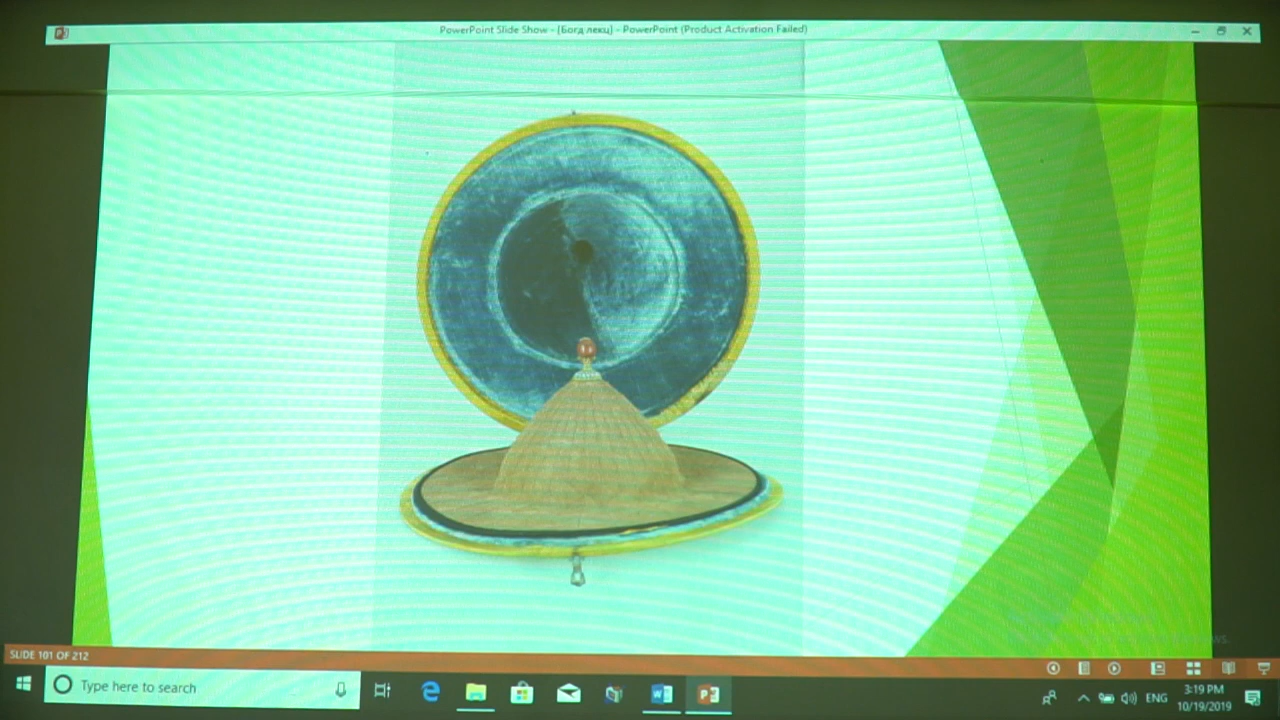 PowerPoint Slide Show - [Богд лекц] - PowerPoint (Product Activation Failed)
SLIDE 101 OF 212
Type here to search
ENG
3:19 PM
10/19/2019